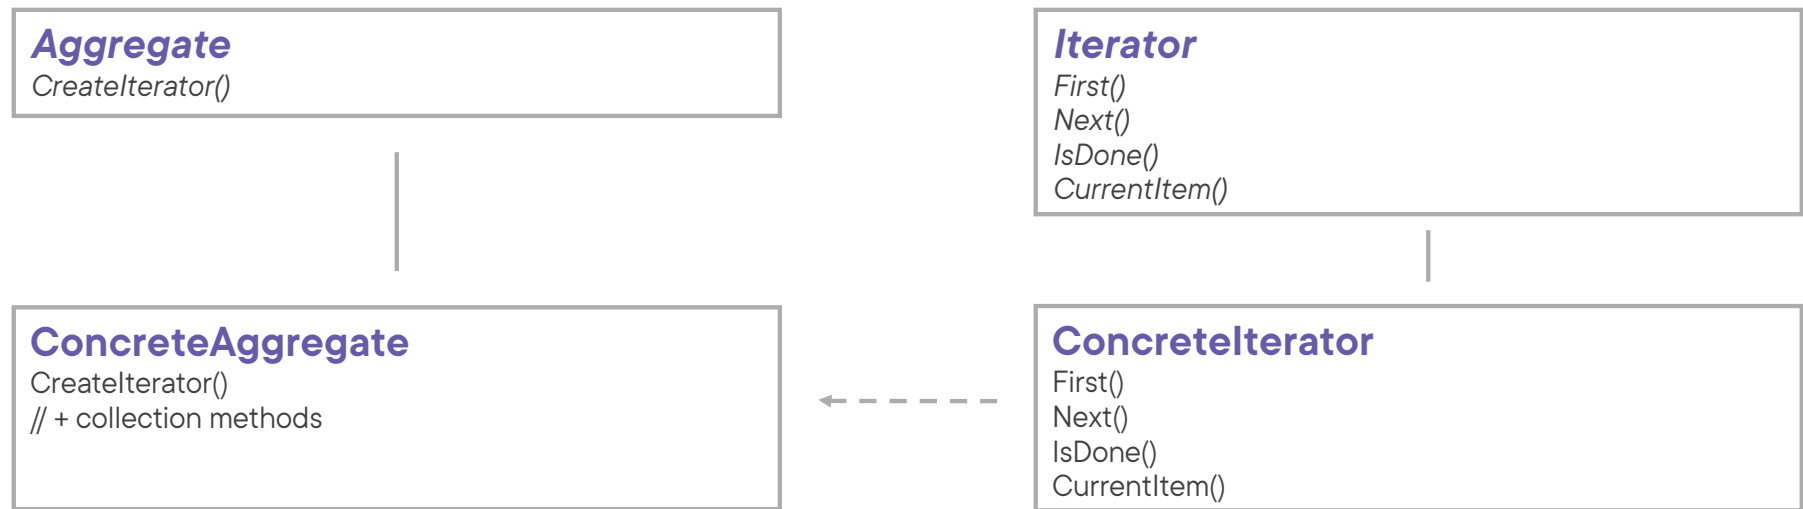 Aggregate
CreateIterator()
Iterator
First()
Next()
IsDone()
CurrentItem()
ConcreteAggregate
CreateIterator()
// + collection methods
ConcreteIterator
First()
Next()
IsDone()
CurrentItem()